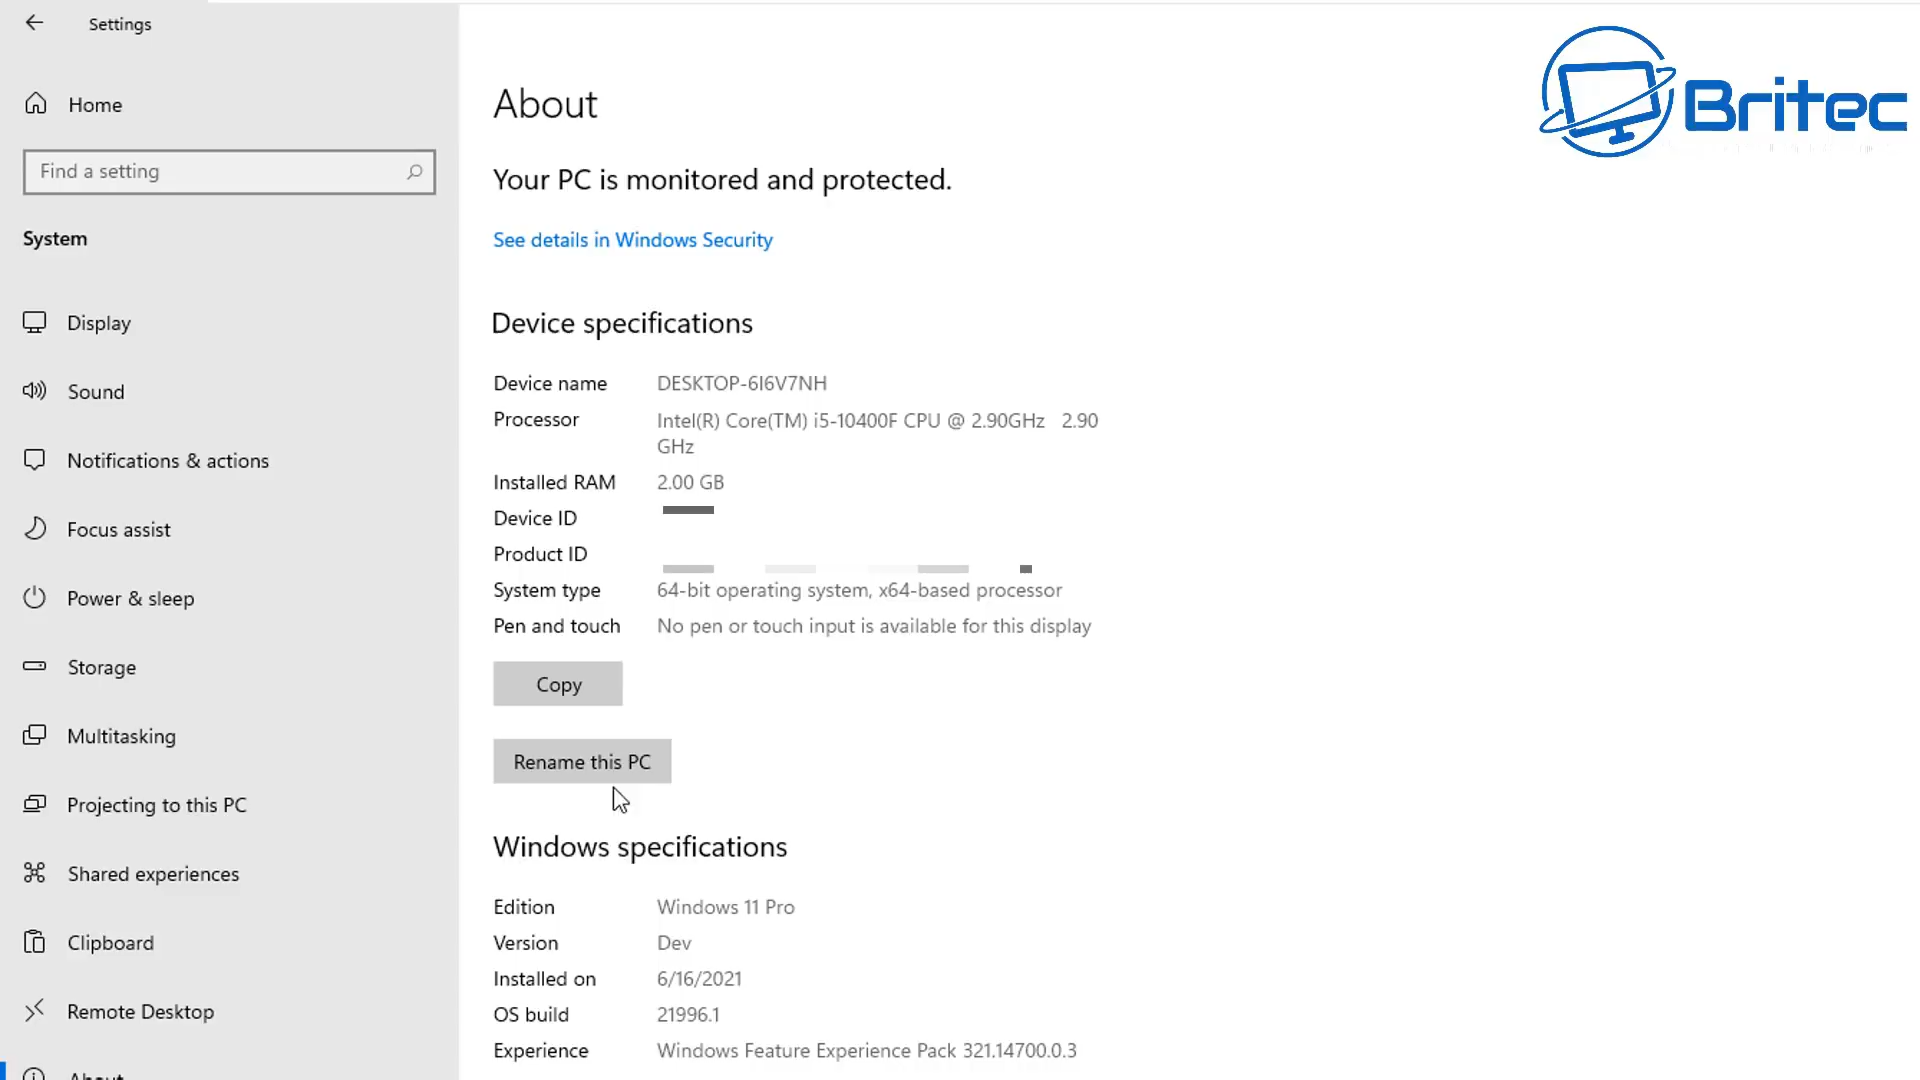 Settings
Home
Find a setting
System
Display
Sound
Notifications & actions
Focus assist
Power & sleep
Storage
Multitasking
Projecting to this PC
Shared experiences
Clipboard
Remote Desktop
About
About
Your PC is monitored and protected.
See details in Windows Security
Device specifications
Device name DESKTOP-6I6V7NH
Processor Intel(R) Core(TM) i5-10400F CPU @ 2.90GHz 2.90
GHz
Installed RAM 2.00 GB
Device ID
Product ID
System type 64-bit operating system, x64-based processor
Pen and touch No pen or touch input is available for this display
Copy
Rename this PC
Windows specifications
Edition Windows 11 Pro
Version Dev
Installed on 6/16/2021
OS build 21996.1
Experience Windows Feature Experience Pack 321.14700.0.3
Britec